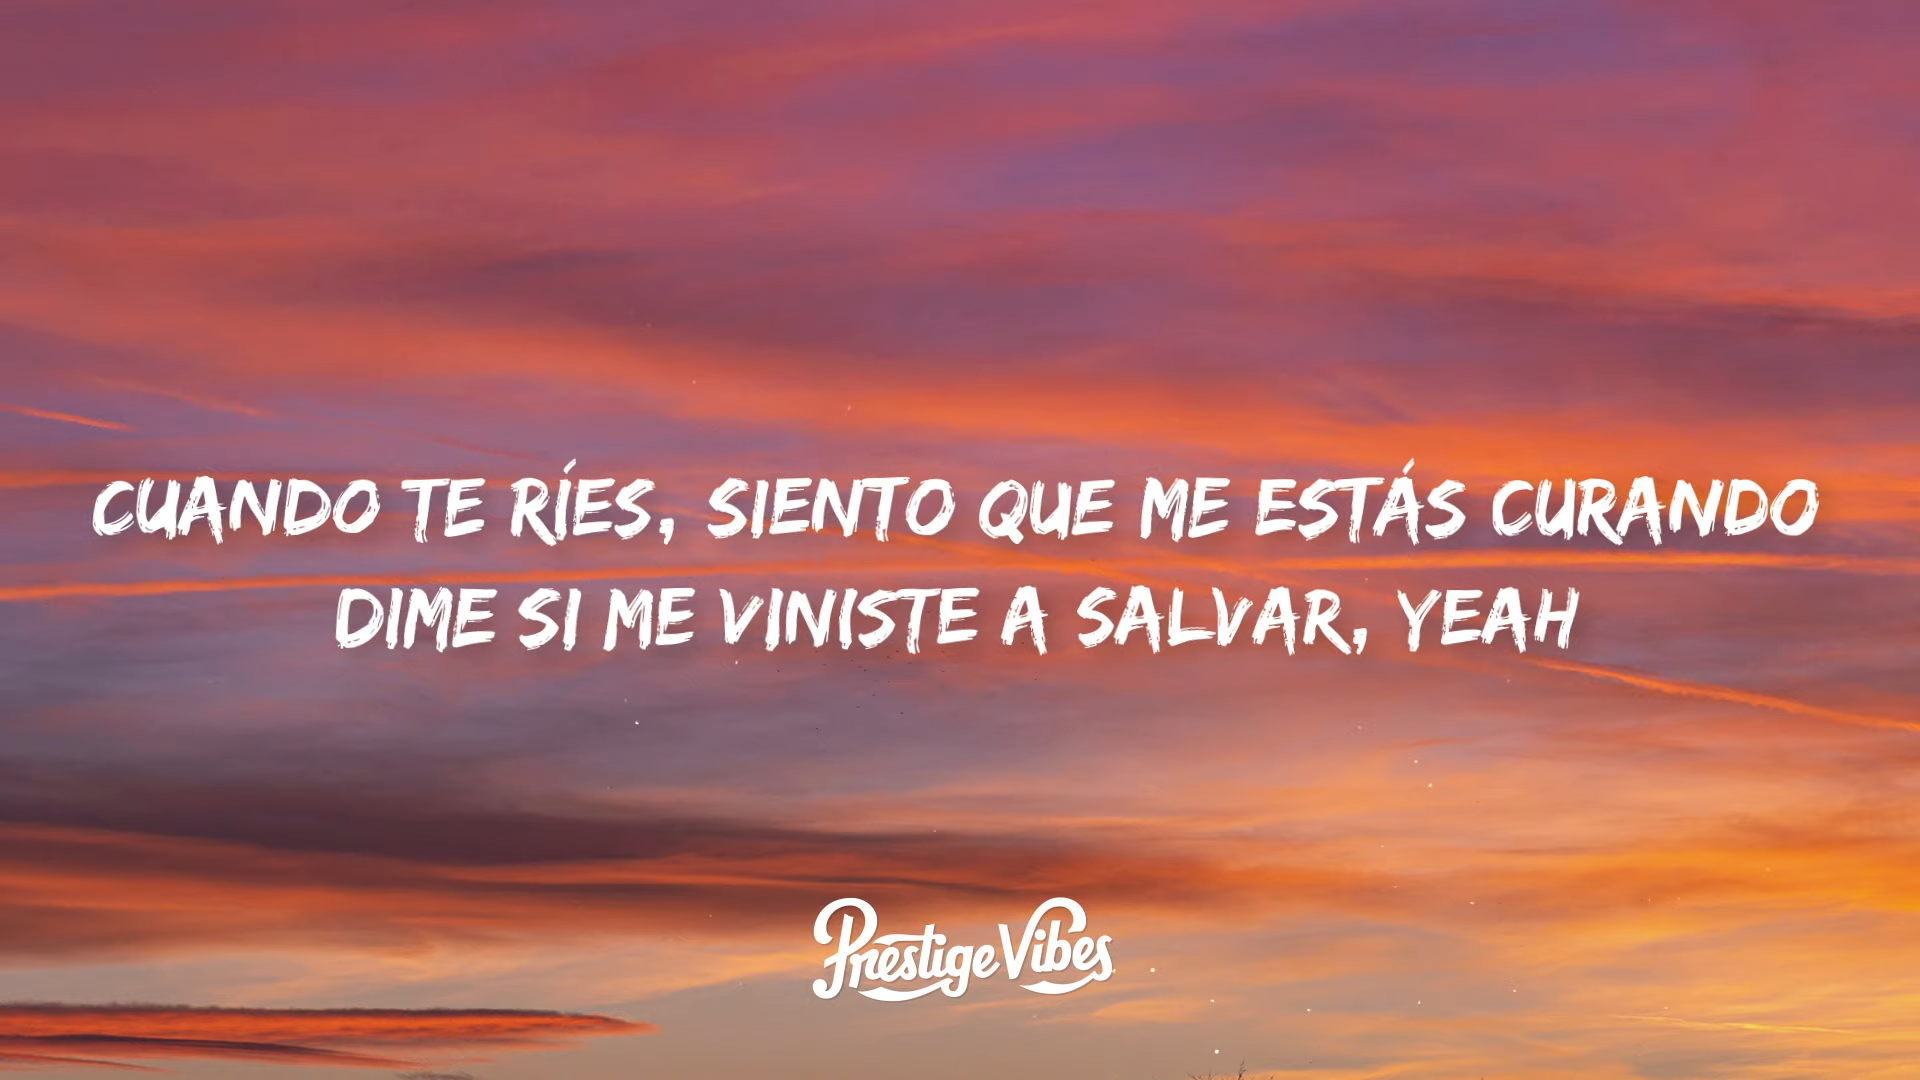 CUANDO TE RÍES, SIENTO QUE ME ESTÁS CURANDO
DIME SI ME VINISTE A SALVAR, YEAH
Prestige Vibes